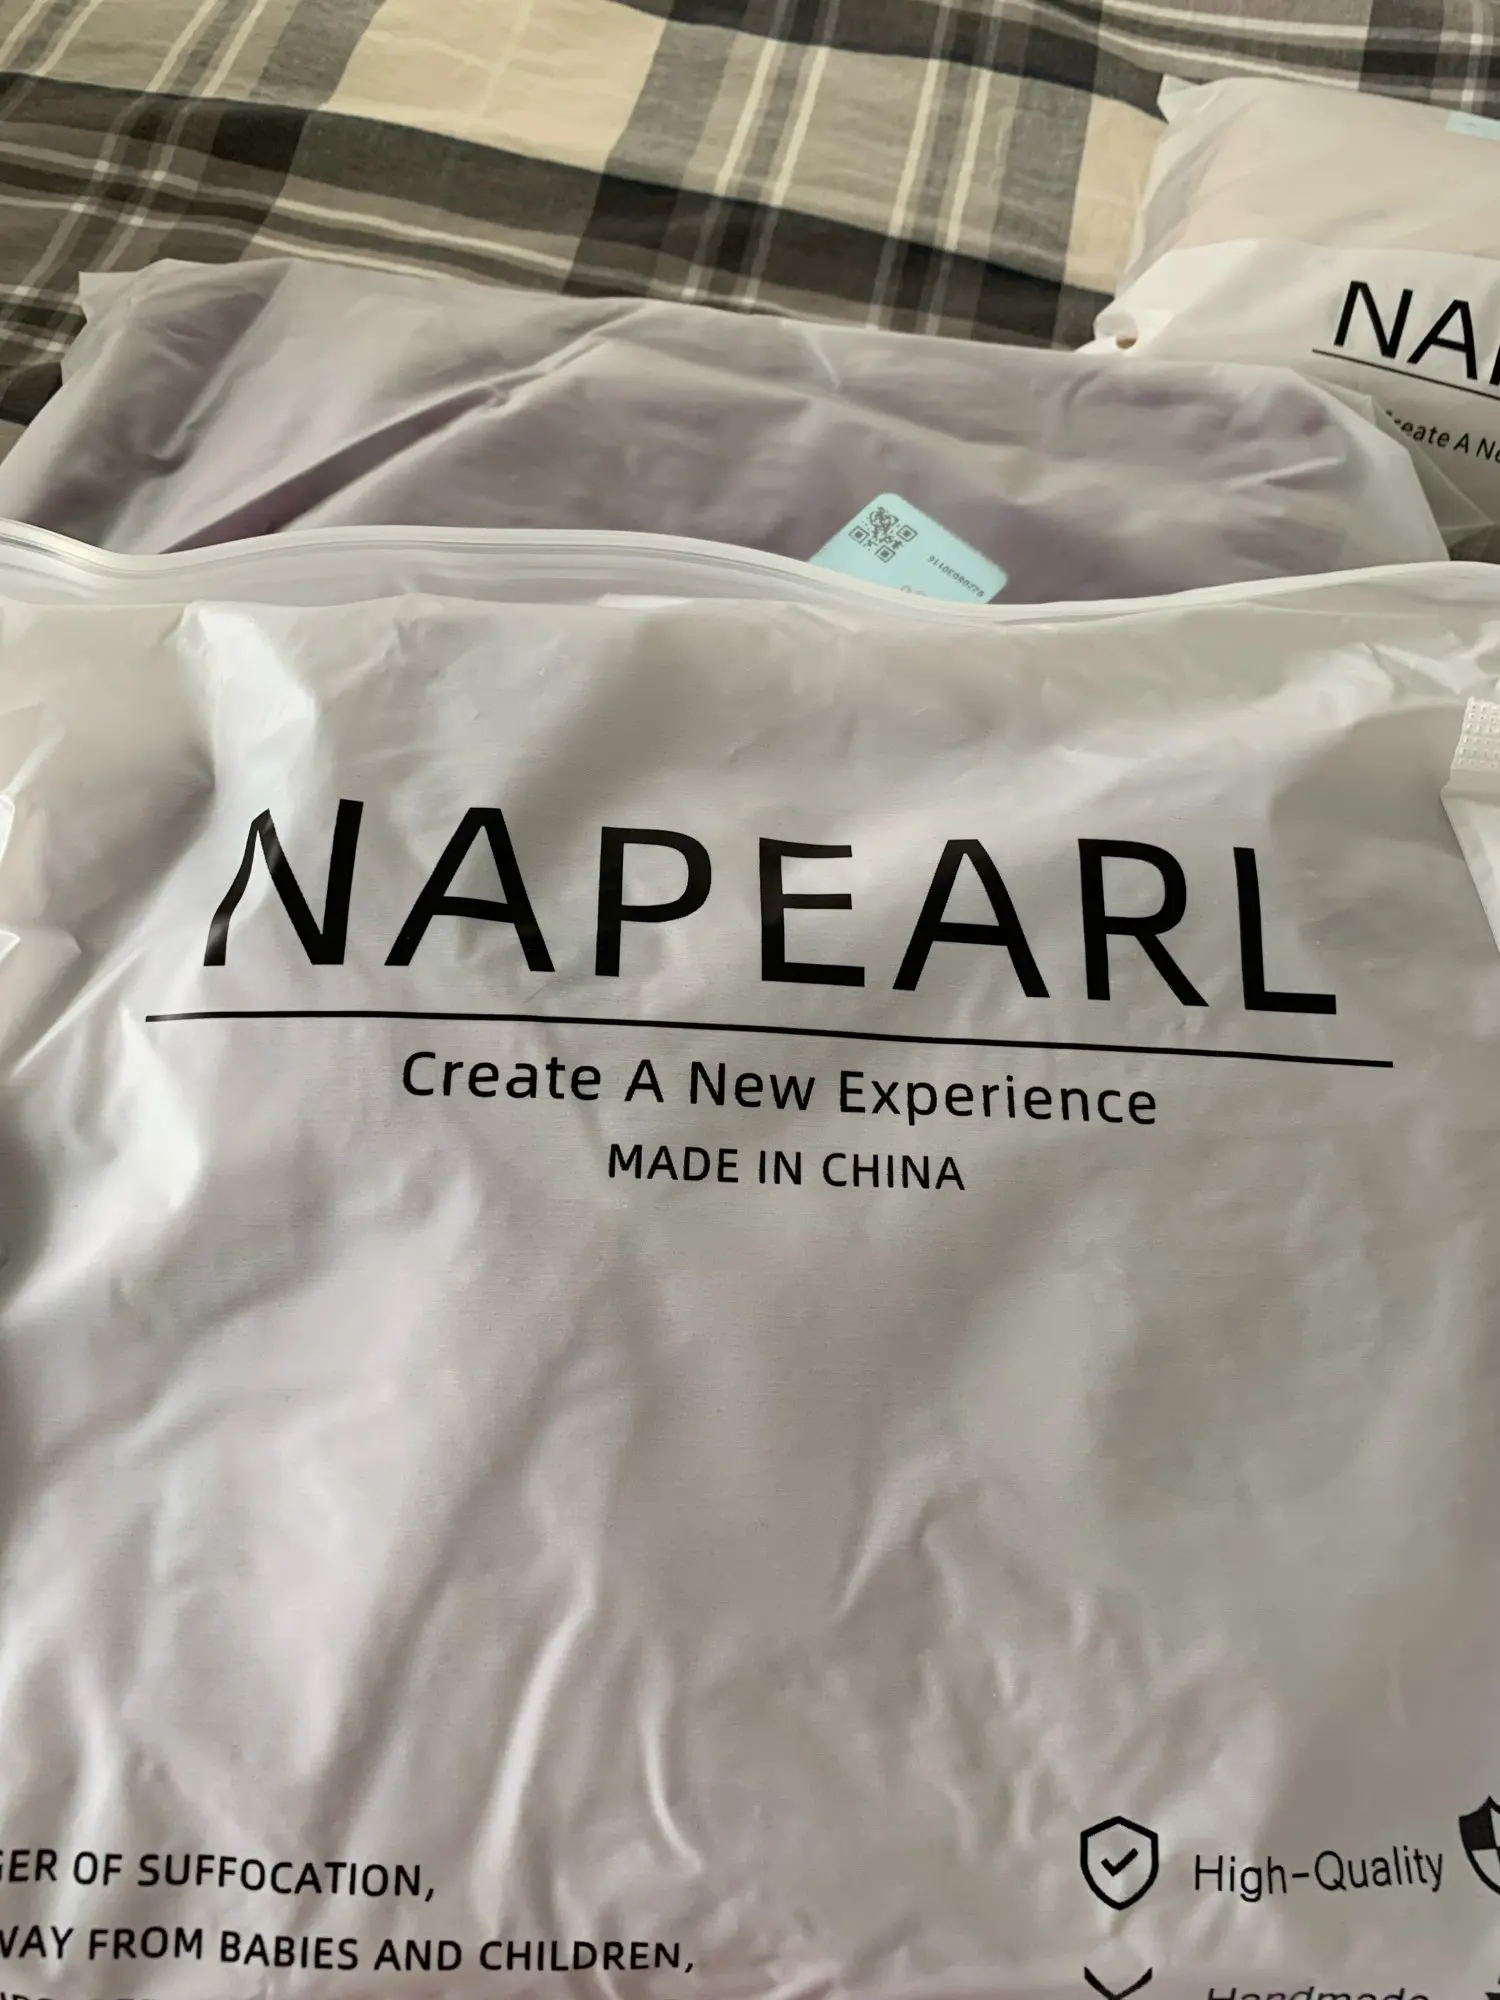 NA
Create A Ne
NAPEARL
Create A New Experience
MADE IN CHINA
GER OF SUFFOCATION,
WAY FROM BABIES AND CHILDREN,
High-Quality
Handmade